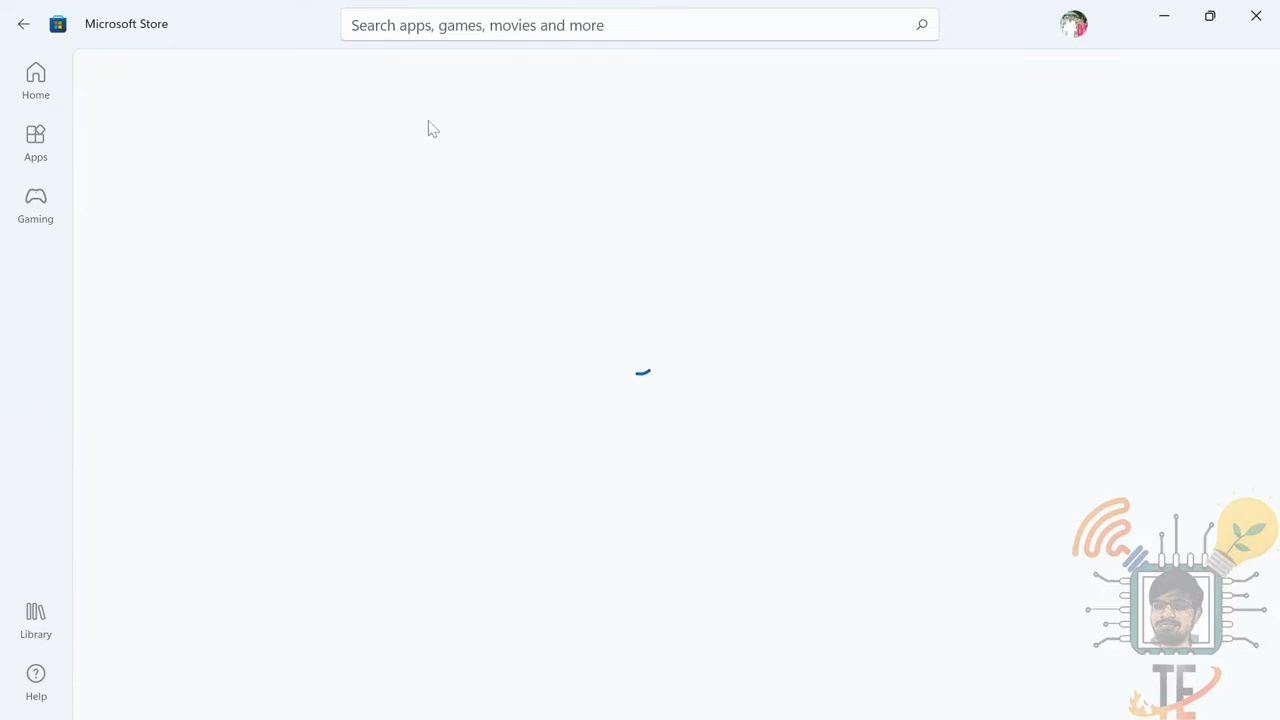 Microsoft Store
Search apps, games, movies and more
Home
Apps
Gaming
Library
Help
TE